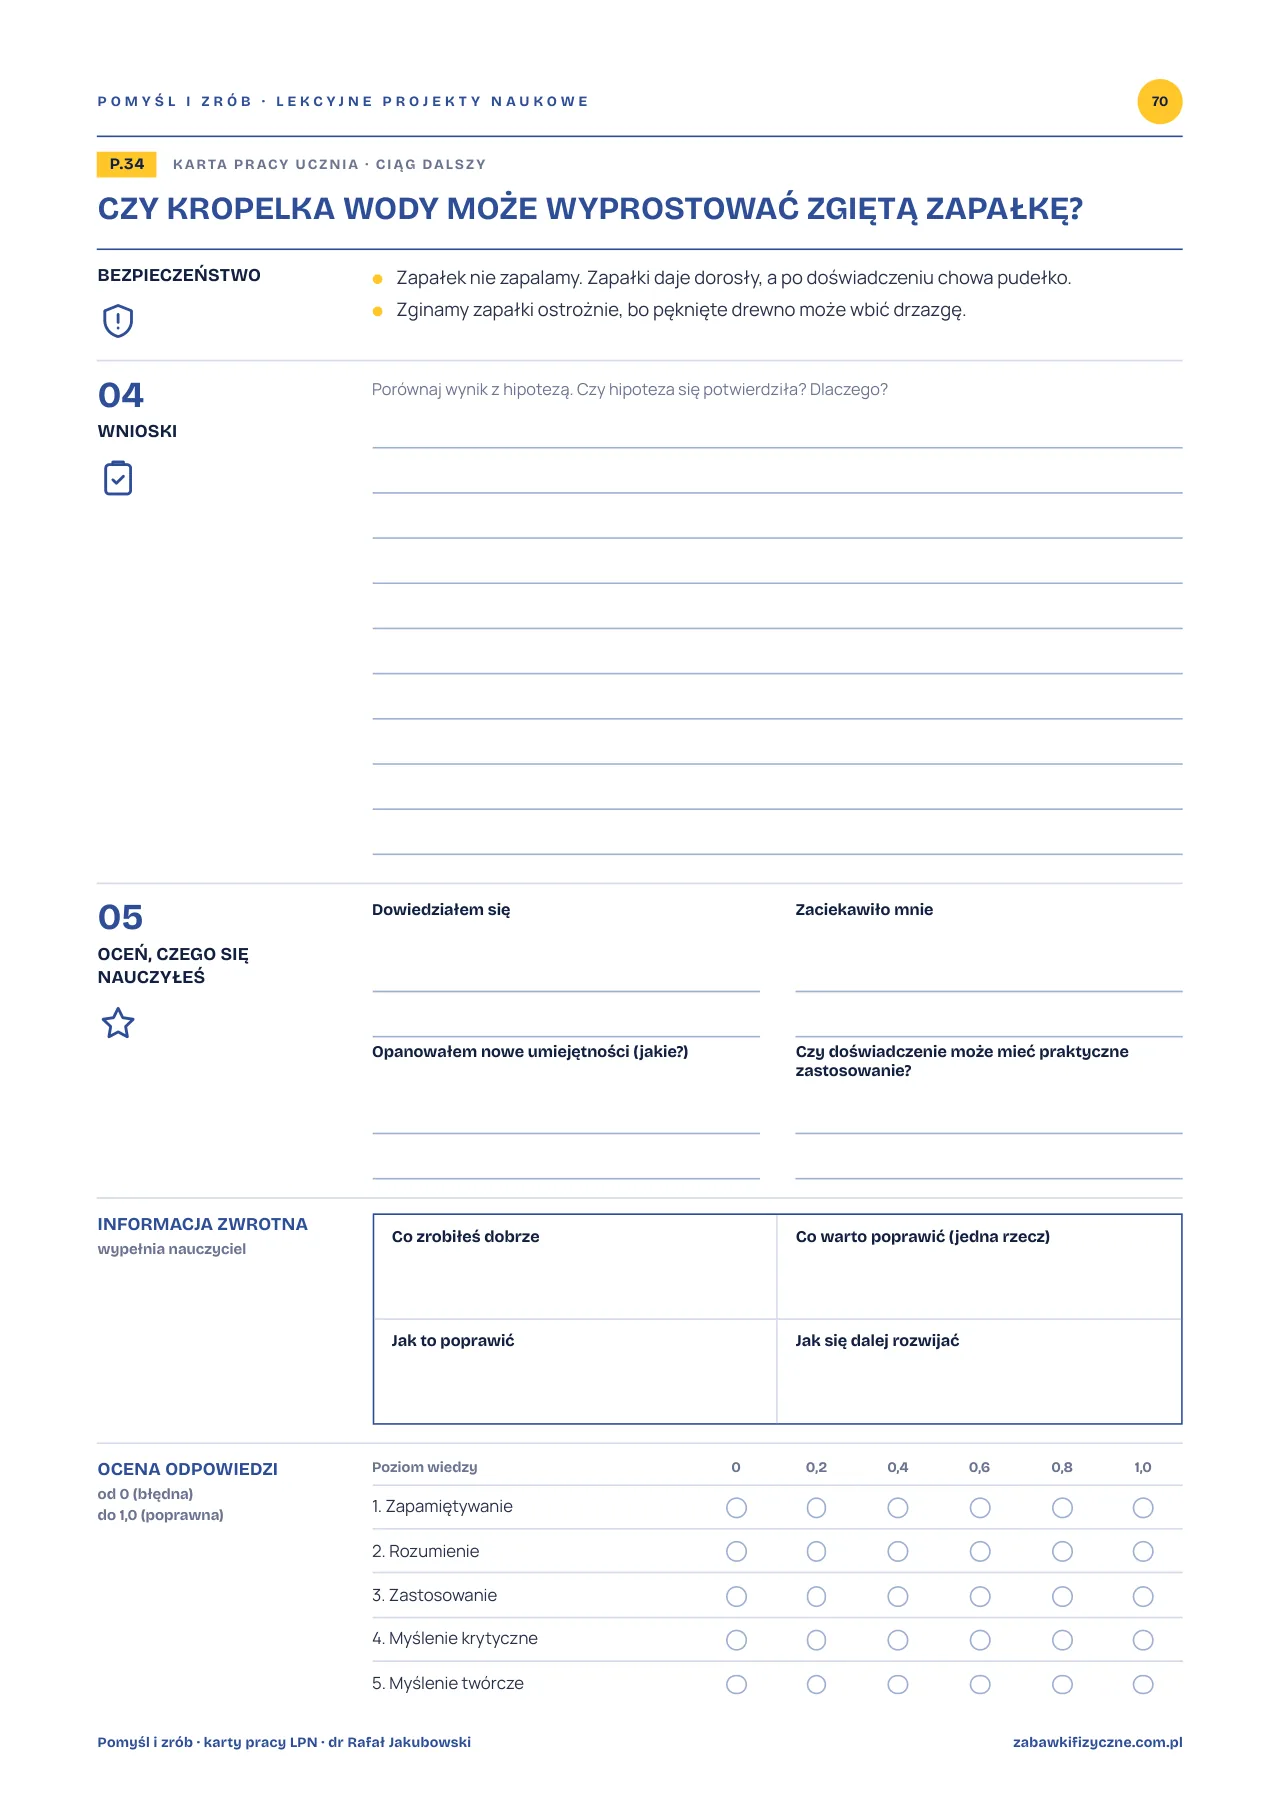 POMYŚL I ZRÓB · LEKCYJNE PROJEKTY NAUKOWE
70
P.34 KARTA PRACY UCZNIA · CIĄG DALSZY
CZY KROPELKA WODY MOŻE WYPROSTOWAĆ ZGIĘTĄ ZAPAŁKĘ?
BEZPIECZEŃSTWO
Zapałek nie zapalamy. Zapałki daje dorosły, a po doświadczeniu chowa pudełko.
Zginamy zapałki ostrożnie, bo pęknięte drewno może wbić drzazgę.
04
WNIOSKI
Porównaj wynik z hipotezą. Czy hipoteza się potwierdziła? Dlaczego?
05
OCEŃ, CZEGO SIĘ
NAUCZYŁEŚ
Dowiedziałem się
Zaciekawiło mnie
Opanowałem nowe umiejętności (jakie?)
Czy doświadczenie może mieć praktyczne
zastosowanie?
INFORMACJA ZWROTNA
wypełnia nauczyciel
Co zrobiłeś dobrze
Co warto poprawić (jedna rzecz)
Jak to poprawić
Jak się dalej rozwijać
OCENA ODPOWIEDZI
od 0 (błędna)
do 1,0 (poprawna)
Poziom wiedzy 0 0,2 0,4 0,6 0,8 1,0
1. Zapamiętywanie
2. Rozumienie
3. Zastosowanie
4. Myślenie krytyczne
5. Myślenie twórcze
Pomyśl i zrób · karty pracy LPN · dr Rafał Jakubowski
zabawkifizyczne.com.pl